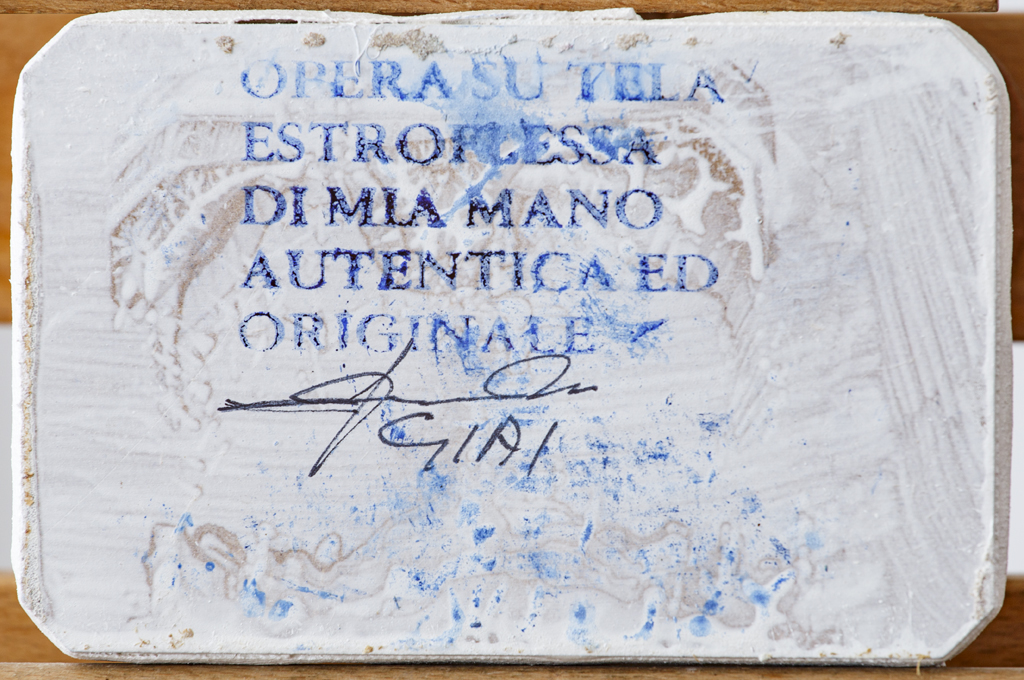 OPERA SU TELA
ESTROFLESSA
DI MIA MANO
AUTENTICA ED
ORIGINALE
GIAI